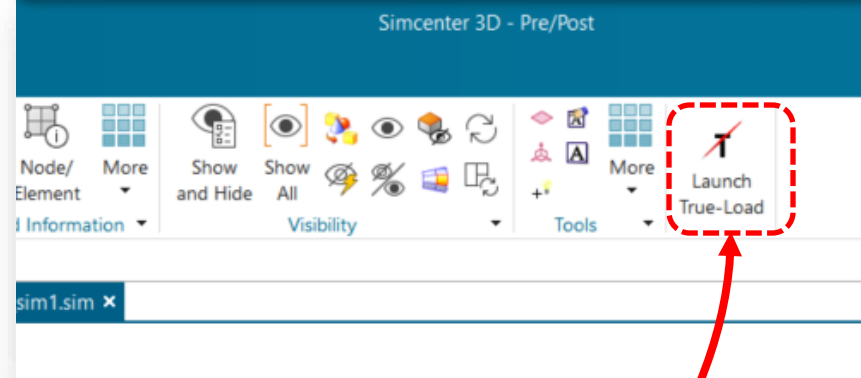 Simcenter 3D - Pre/Post
Node/
Element
More
Show
and Hide
Show
All
More
Launch
True-Load
Information
Visibility
Tools
sim1.sim